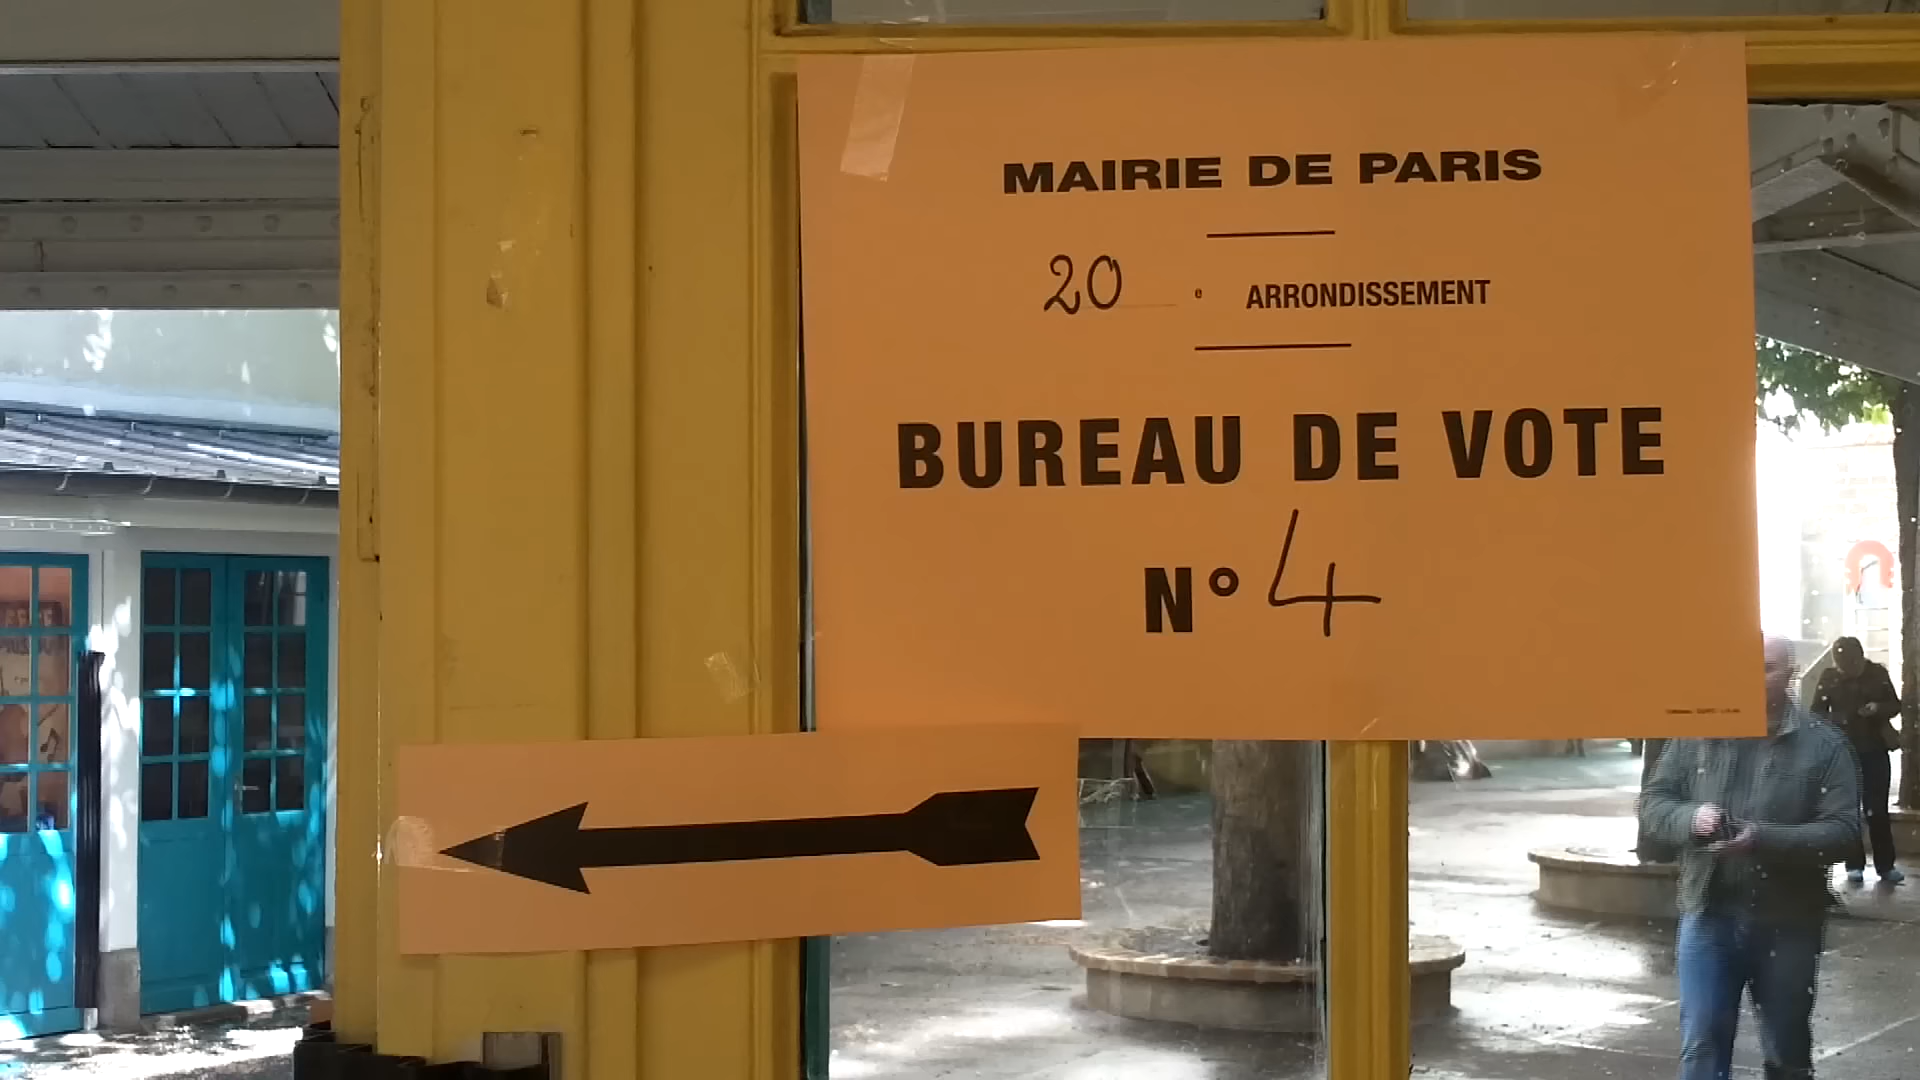 MAIRIE DE PARIS
20 e ARRONDISSEMENT
BUREAU DE VOTE
N° 4